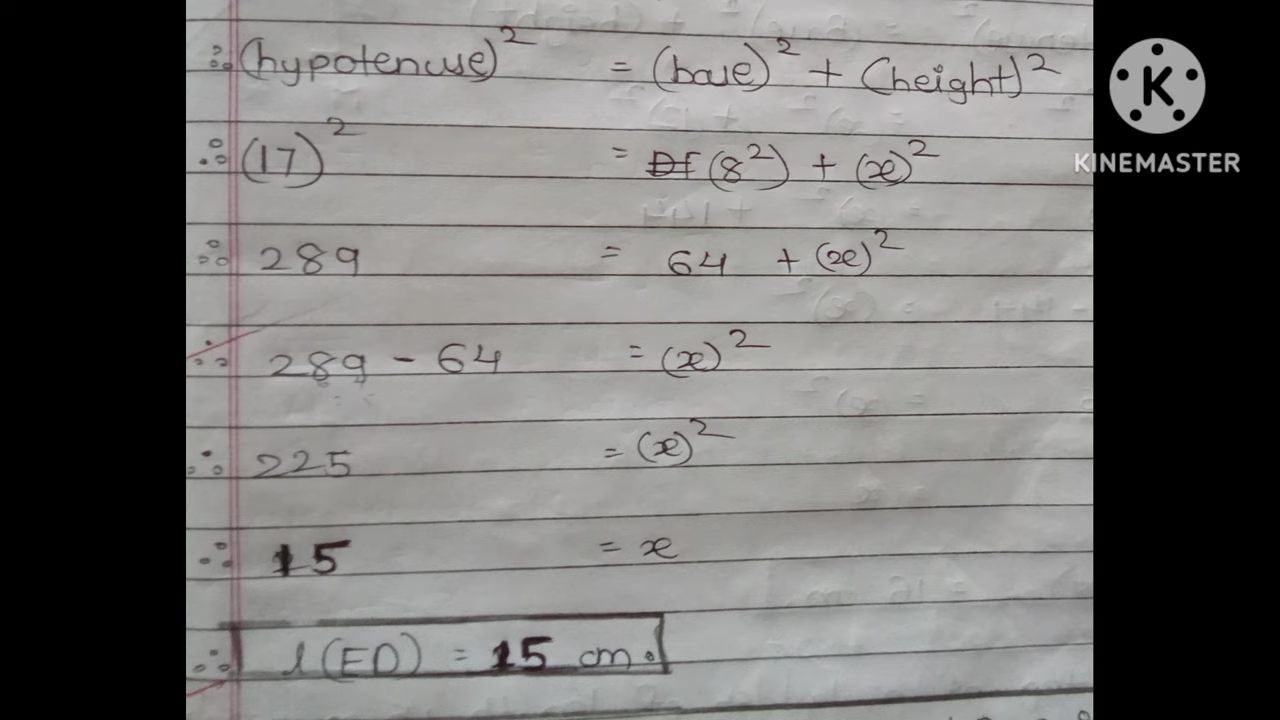 ∴ (hypotenuse)² = (base)² + (height)²
K
KINEMASTER
∴ (17)² = (8²) + (x)²
∴ 289 = 64 + (x)²
∴ 289 - 64 = (x)²
∴ 225 = (x)²
∴ 15 = x
∴ l(ED) = 15 cm.